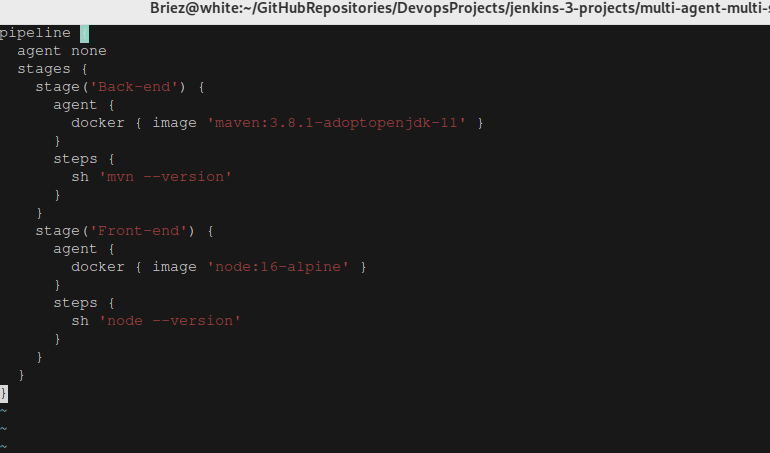 Briez@white:~/GitHubRepositories/DevopsProjects/jenkins-3-projects/multi-agent-multi-s
pipeline {
  agent none
  stages {
    stage('Back-end') {
      agent {
        docker { image 'maven:3.8.1-adoptopenjdk-11' }
      }
      steps {
        sh 'mvn --version'
      }
    }
    stage('Front-end') {
      agent {
        docker { image 'node:16-alpine' }
      }
      steps {
        sh 'node --version'
      }
    }
  }
}
~
~
~